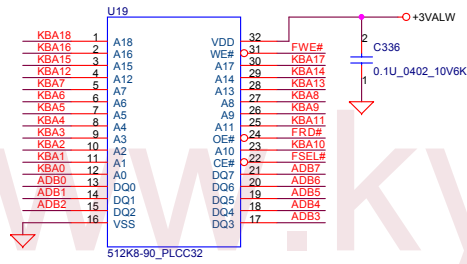 U19
+3VALW
KBA18 1 A18 VDD 32
KBA16 2 A16 WE# 31 FWE#
KBA15 3 A15 A17 30 KBA17
KBA12 4 A12 A14 29 KBA14
KBA7 5 A7 A13 28 KBA13
KBA6 6 A6 A8 27 KBA8
KBA5 7 A5 A9 26 KBA9
KBA4 8 A4 A11 25 KBA11
KBA3 9 A3 OE# 24 FRD#
KBA2 10 A2 A10 23 KBA10
KBA1 11 A1 CE# 22 FSEL#
KBA0 12 A0 DQ7 21 ADB7
ADB0 13 DQ0 DQ6 20 ADB6
ADB1 14 DQ1 DQ5 19 ADB5
ADB2 15 DQ2 DQ4 18 ADB4
16 VSS DQ3 17 ADB3
512K8-90_PLCC32
2
C336
0.1U_0402_10V6K
1
www.ky